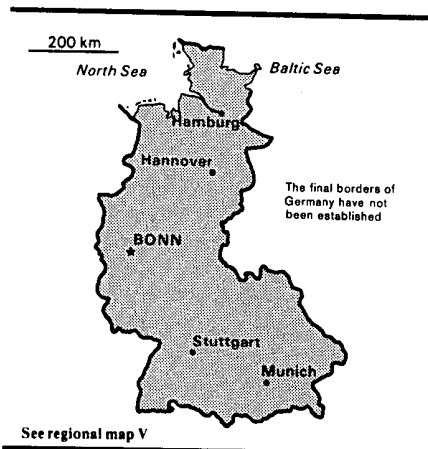 200 km
North Sea
Baltic Sea
Hamburg
Hannover
The final borders of
Germany have not
been established
BONN
Stuttgart
Munich
See regional map V